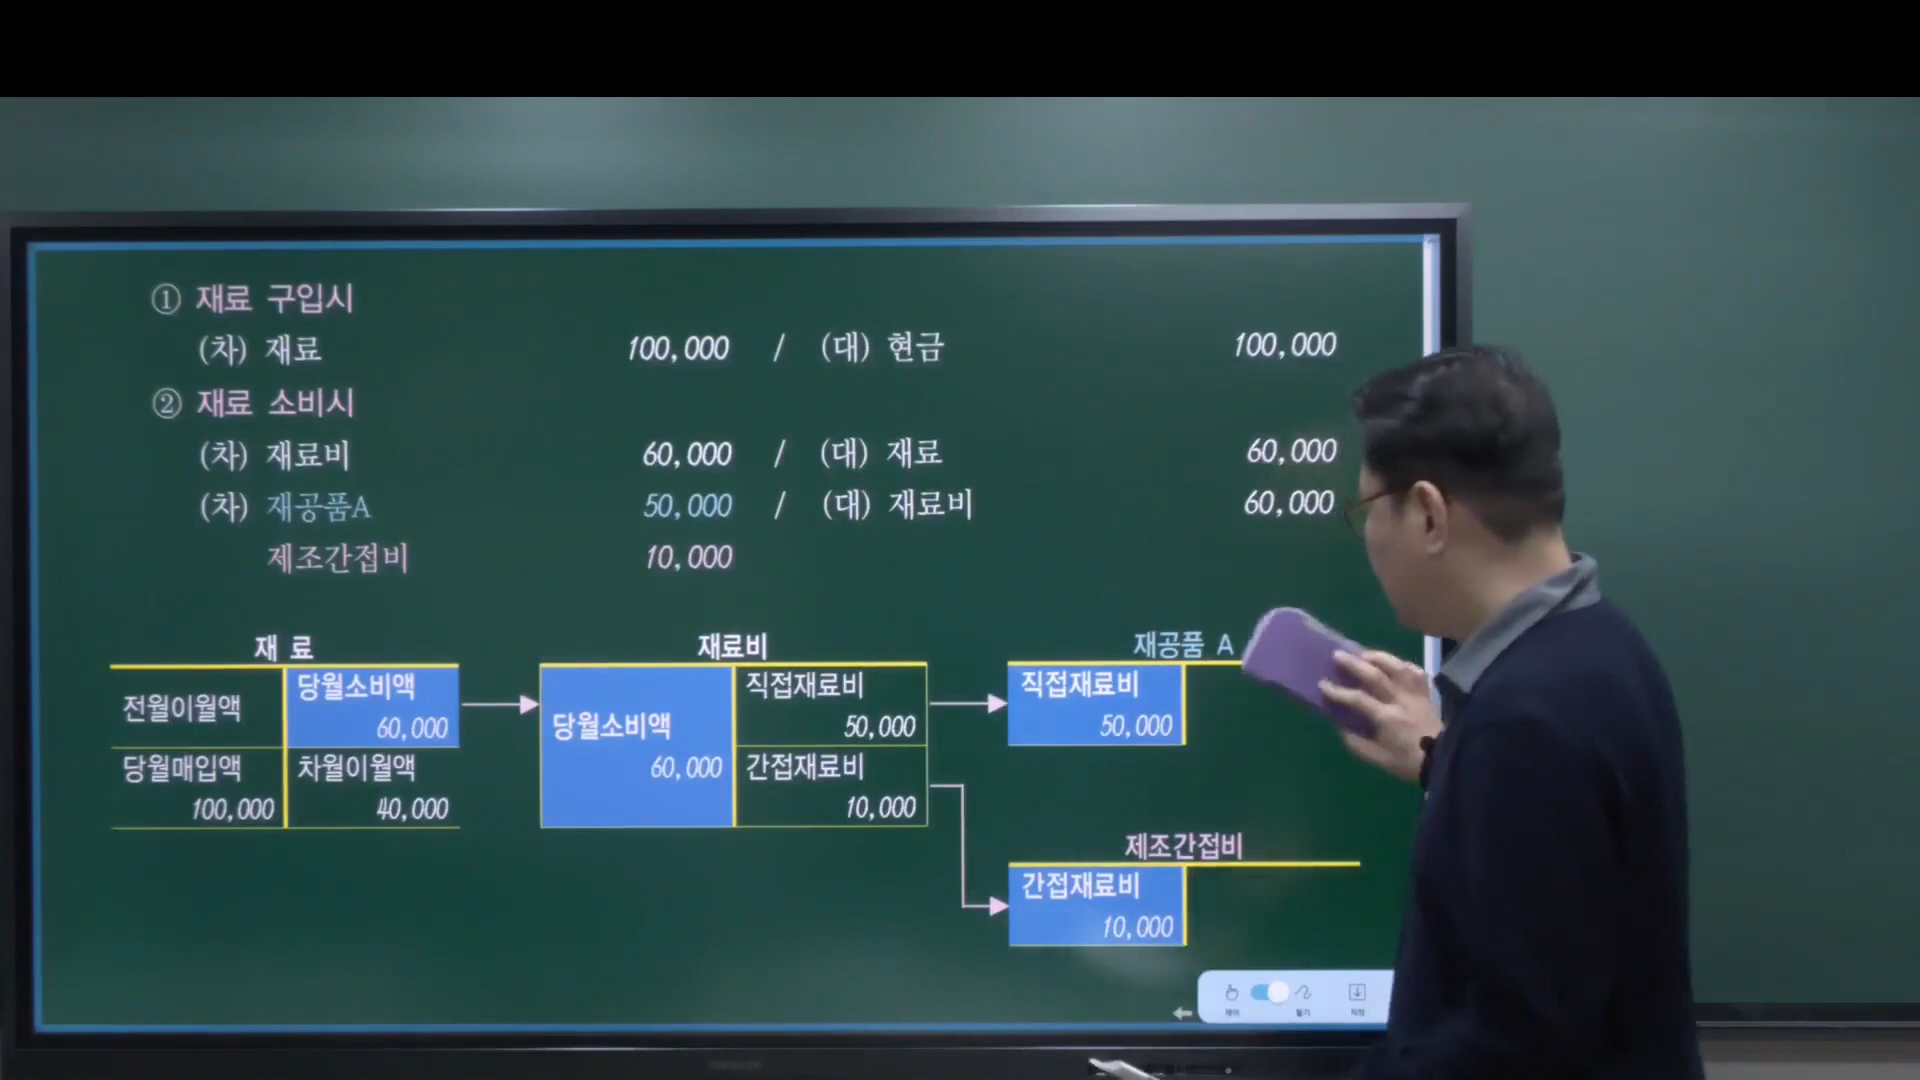 ① 재료 구입시
(차) 재료 100,000 / (대) 현금 100,000
② 재료 소비시
(차) 재료비 60,000 / (대) 재료 60,000
(차) 재공품A 50,000 / (대) 재료비 60,000
제조간접비 10,000
재 료
전월이월액
당월소비액
60,000
당월매입액
100,000
차월이월액
40,000
재료비
당월소비액
60,000
직접재료비
50,000
간접재료비
10,000
재공품 A
직접재료비
50,000
제조간접비
간접재료비
10,000